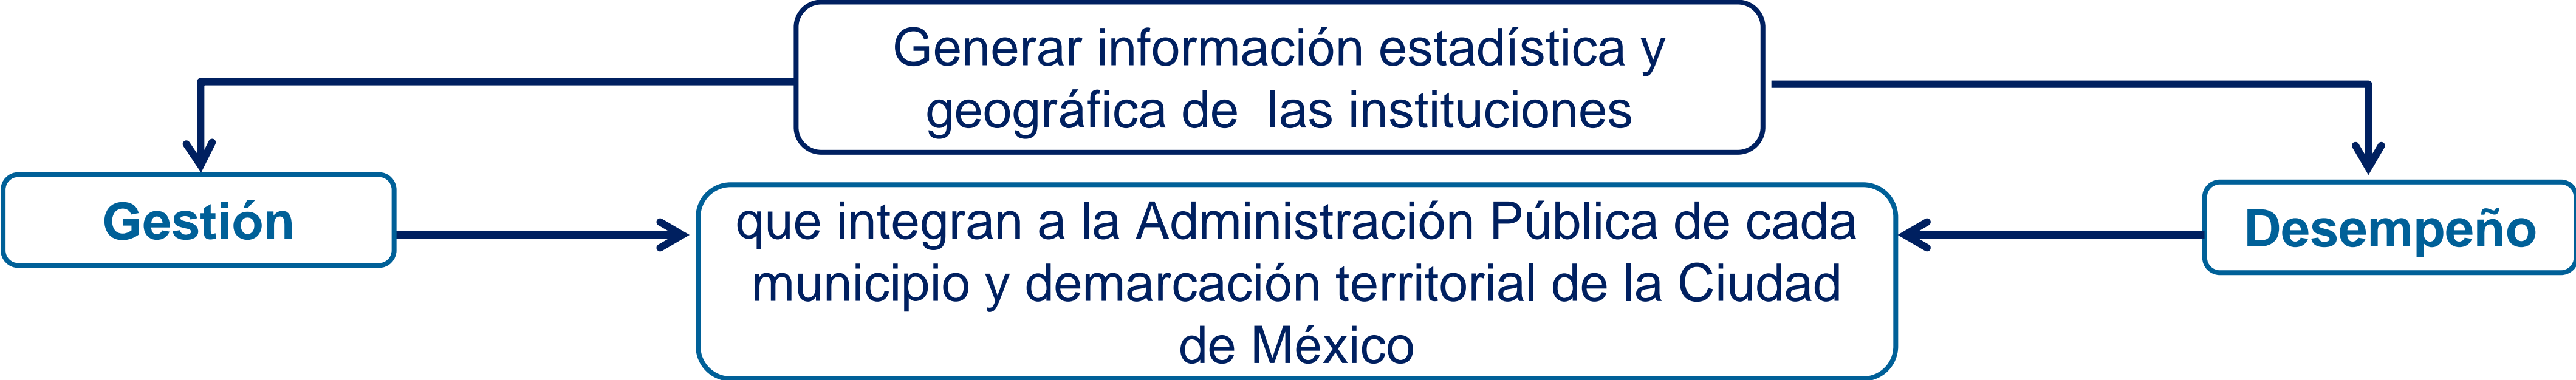 Generar información estadística y
geográfica de  las instituciones
Gestión
Desempeño
que integran a la Administración Pública de cada
municipio y demarcación territorial de la Ciudad
de México